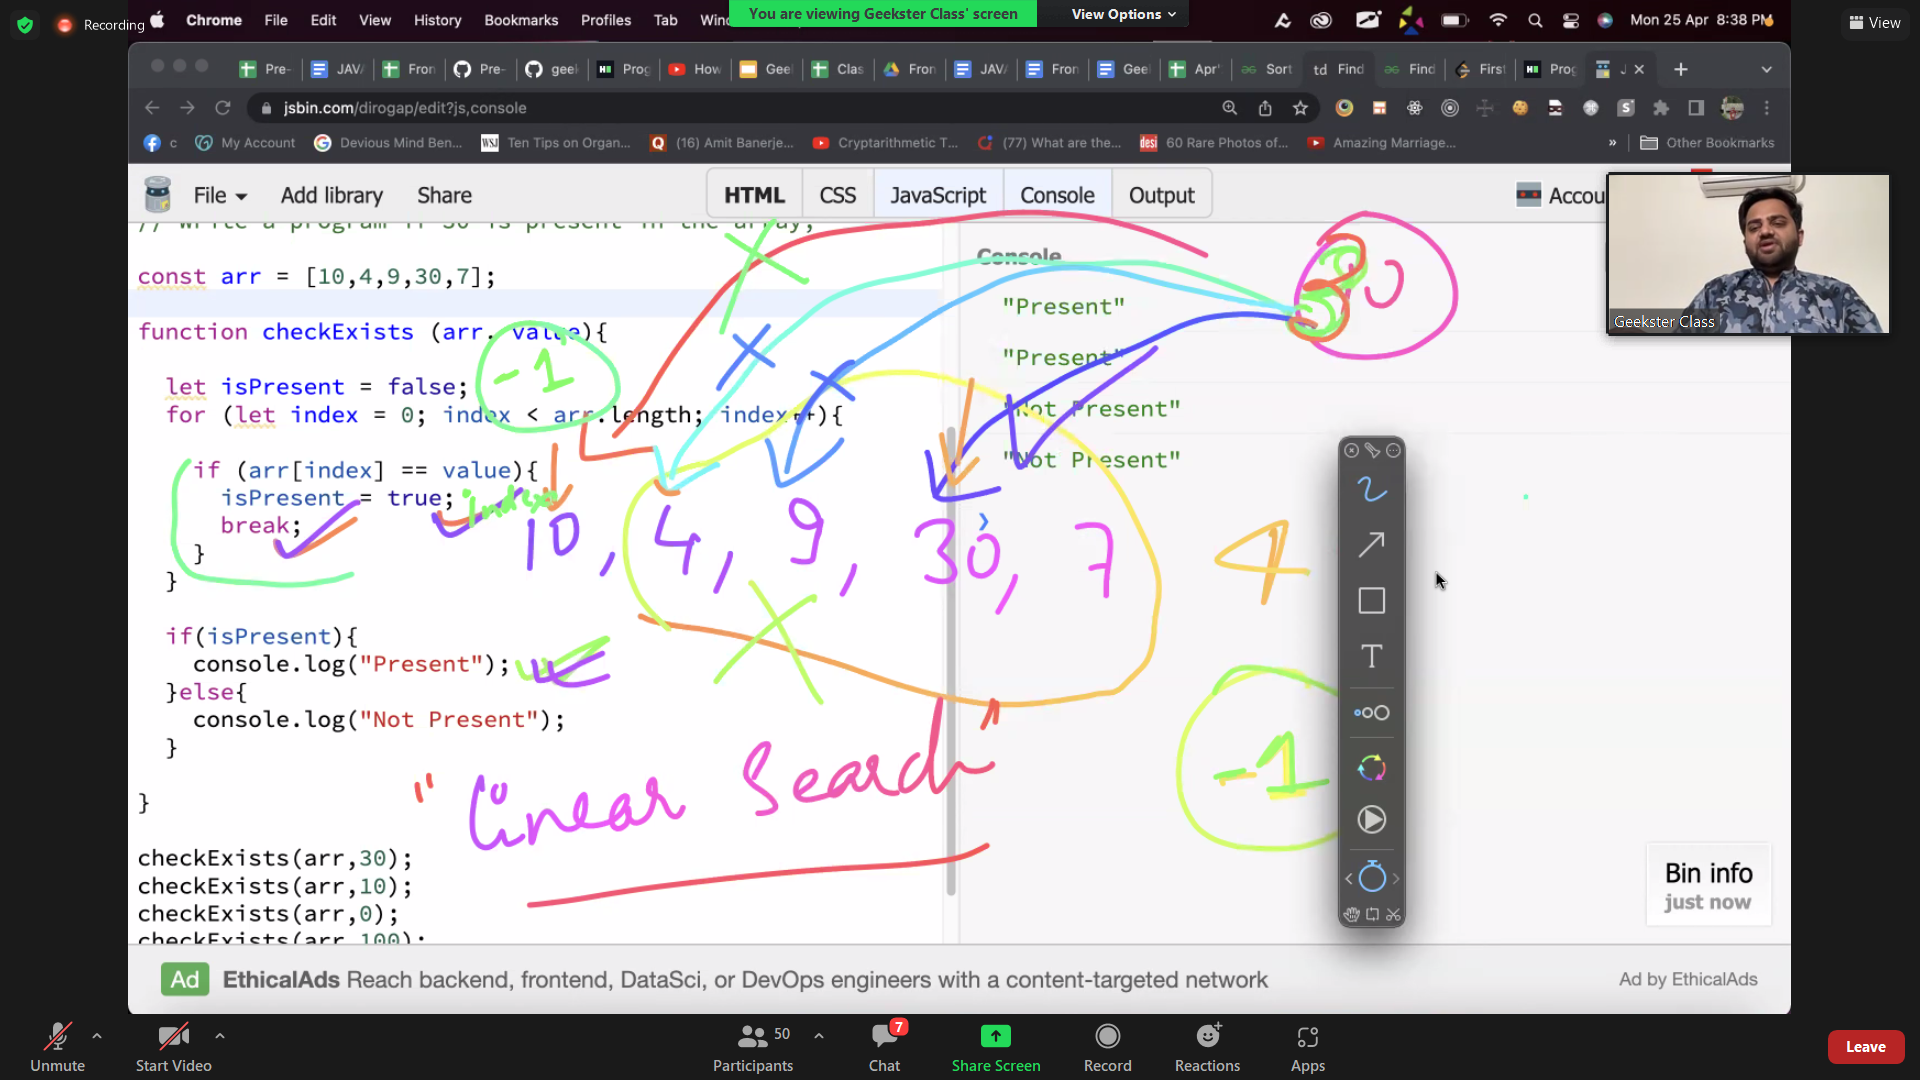 Recording
Chrome File Edit View History Bookmarks Profiles Tab
You are viewing Geekster Class' screen
View Options
Mon 25 Apr 8:38 PM
View
Pre- JAVA Fron Pre- geek Prog How Geel Clas Fron JAVA Fron Geel Apr' Sort Find Find First Prog
jsbin.com/dirogap/edit?js,console
c My Account Devious Mind Ben... Ten Tips on Organ... (16) Amit Banerje... Cryptarithmetic T... (77) What are the... 60 Rare Photos of... Amazing Marriage... » Other Bookmarks
File Add library Share HTML CSS JavaScript Console Output
Geekster Class
// Write a program if 30 is present in the array,
const arr = [10,4,9,30,7];
function checkExists (arr, value){
let isPresent = false;
for (let index = 0; index < arr.length; index++){
if (arr[index] == value){
isPresent = true;
break;
}
}
if(isPresent){
console.log("Present");
}else{
console.log("Not Present");
}
}
checkExists(arr,30);
checkExists(arr,10);
checkExists(arr,0);
checkExists(arr,100);
Console
"Present"
"Present"
"Not Present"
"Not Present"
-1
index
10, 4, 9, 30, 7
4
-1
"Linear Search"
T
Bin info
just now
Ad EthicalAds Reach backend, frontend, DataSci, or DevOps engineers with a content-targeted network
Ad by EthicalAds
Unmute Start Video Participants 50 Chat 7 Share Screen Record Reactions Apps Leave